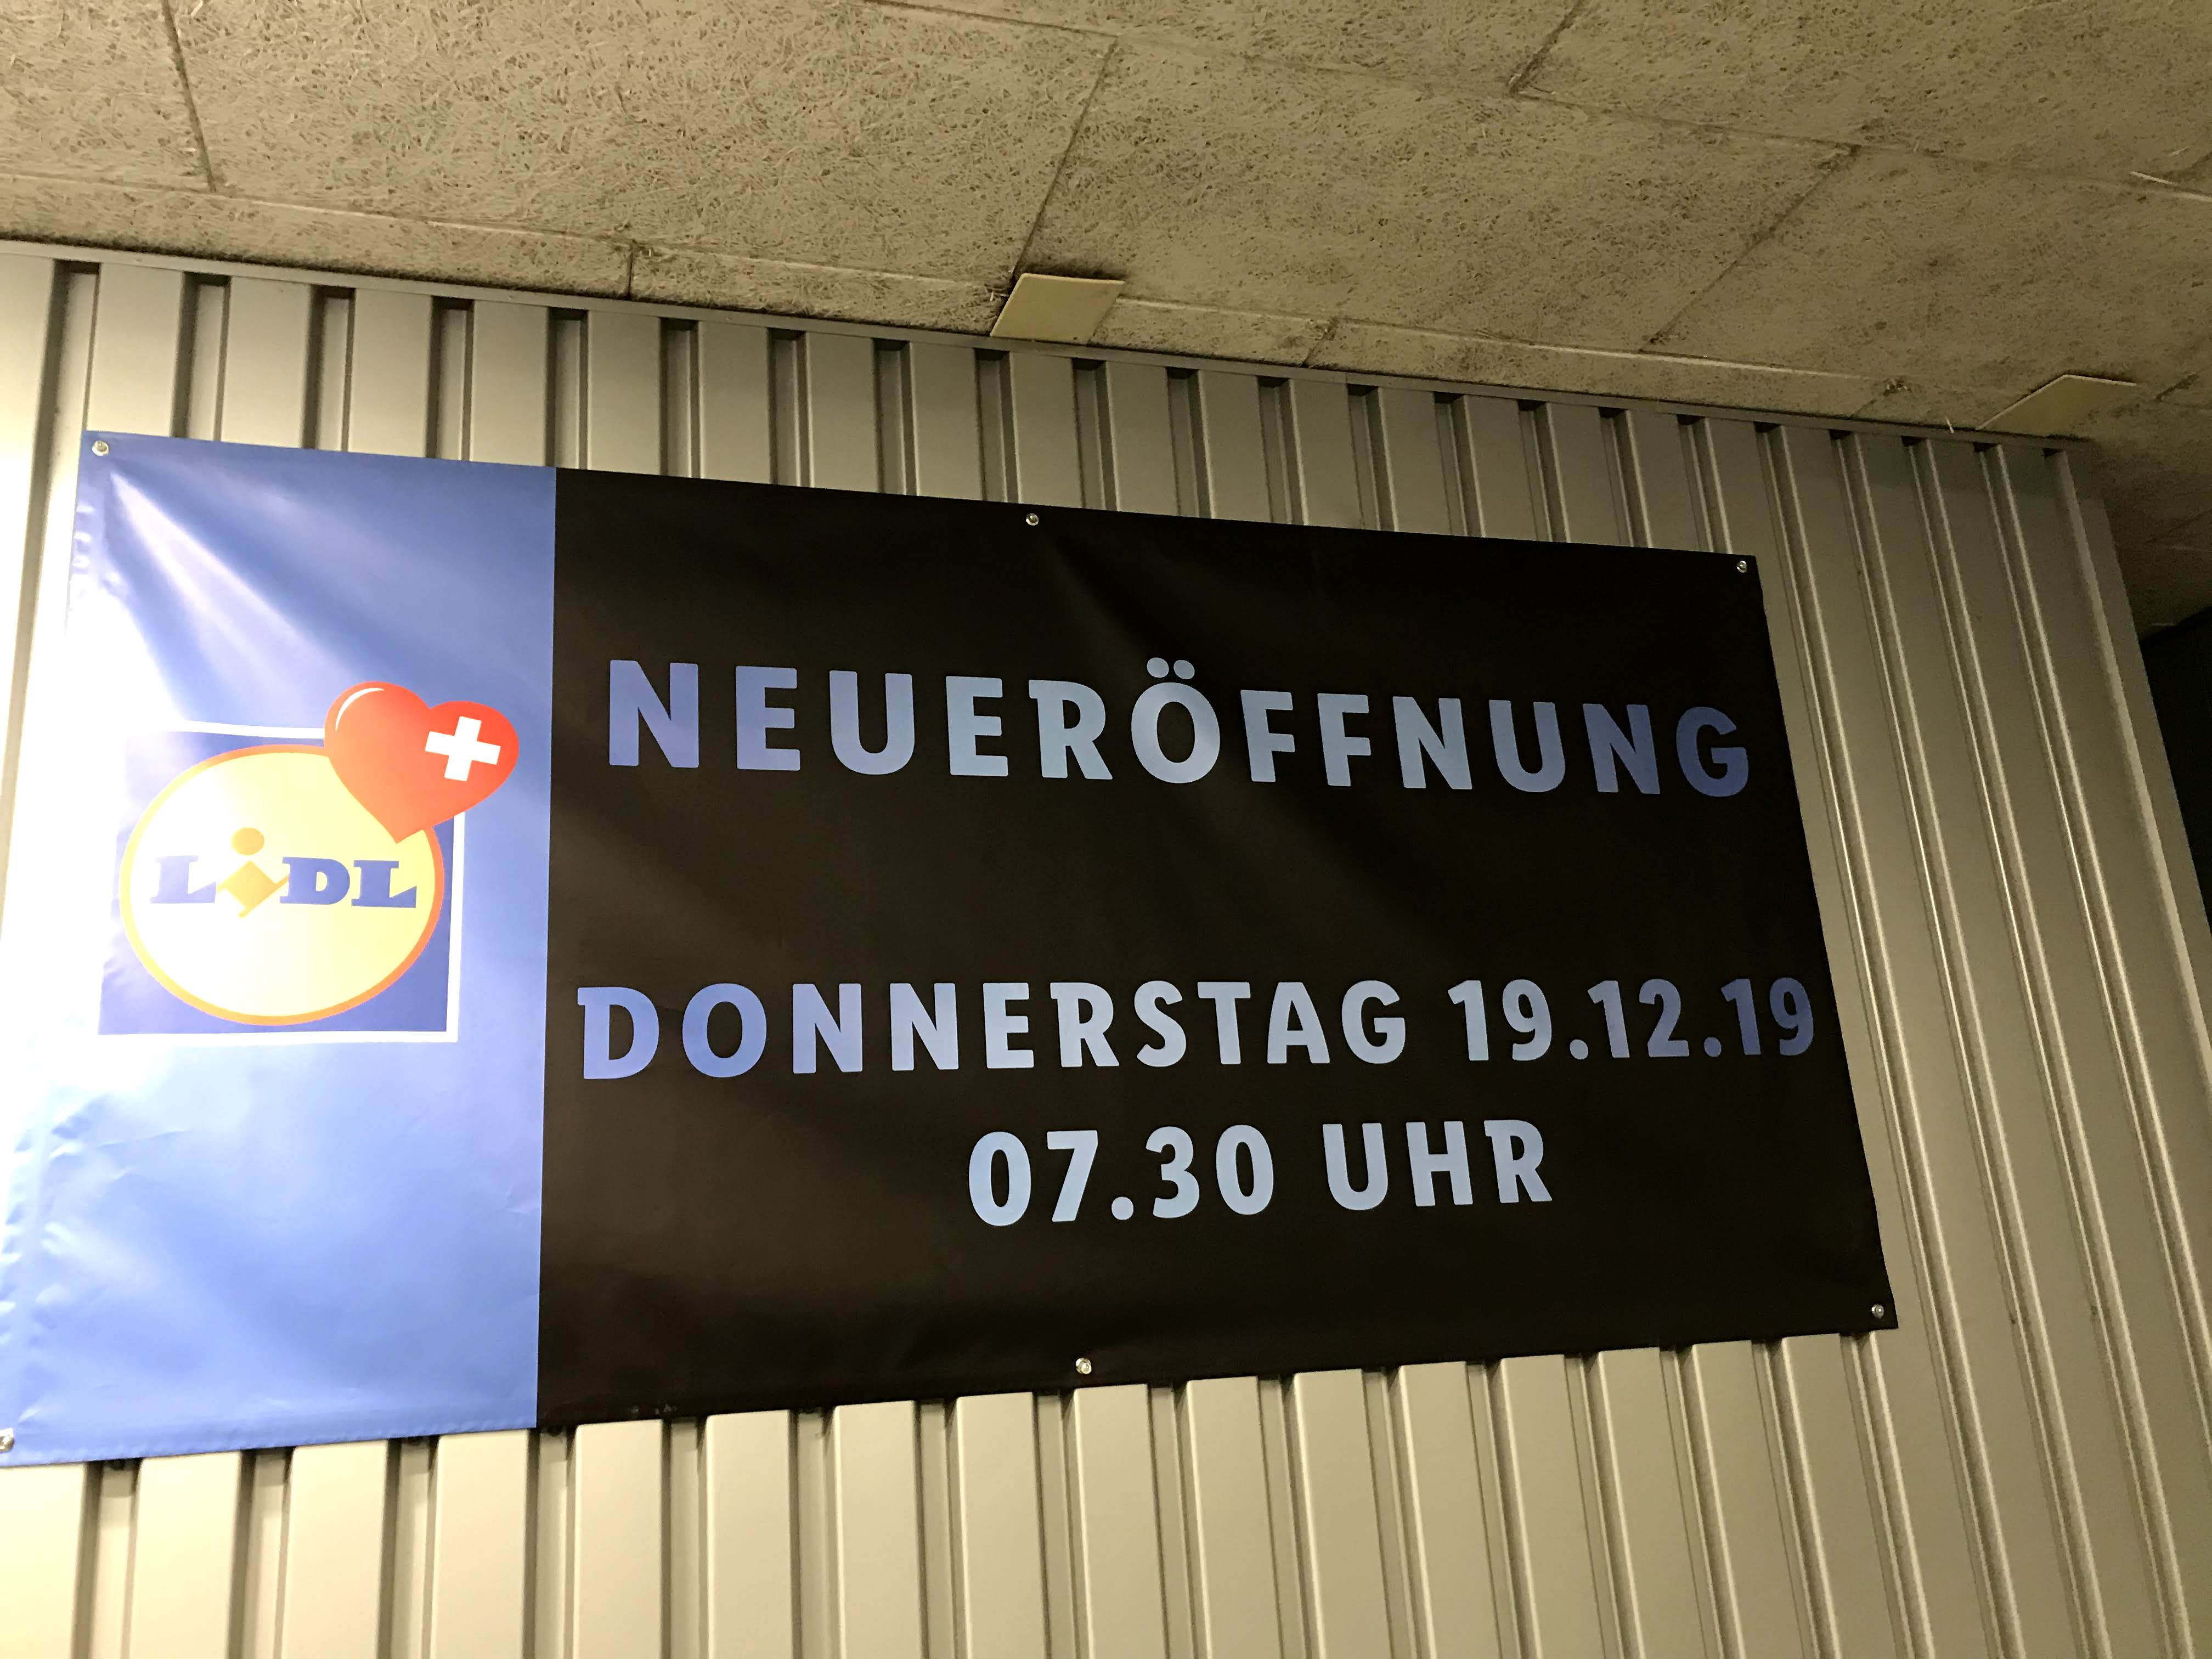 LIDL
NEUERÖFFNUNG
DONNERSTAG 19.12.19
07.30 UHR